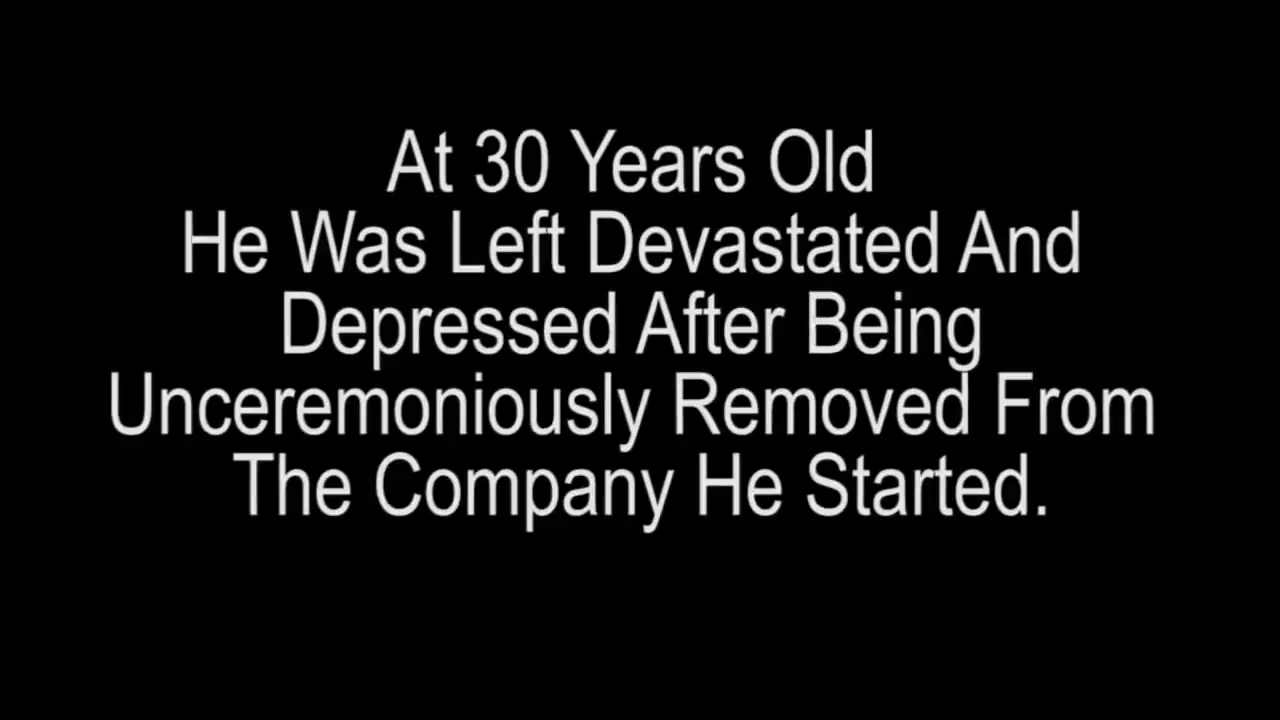 At 30 Years Old
He Was Left Devastated And
Depressed After Being
Unceremoniously Removed From
The Company He Started.